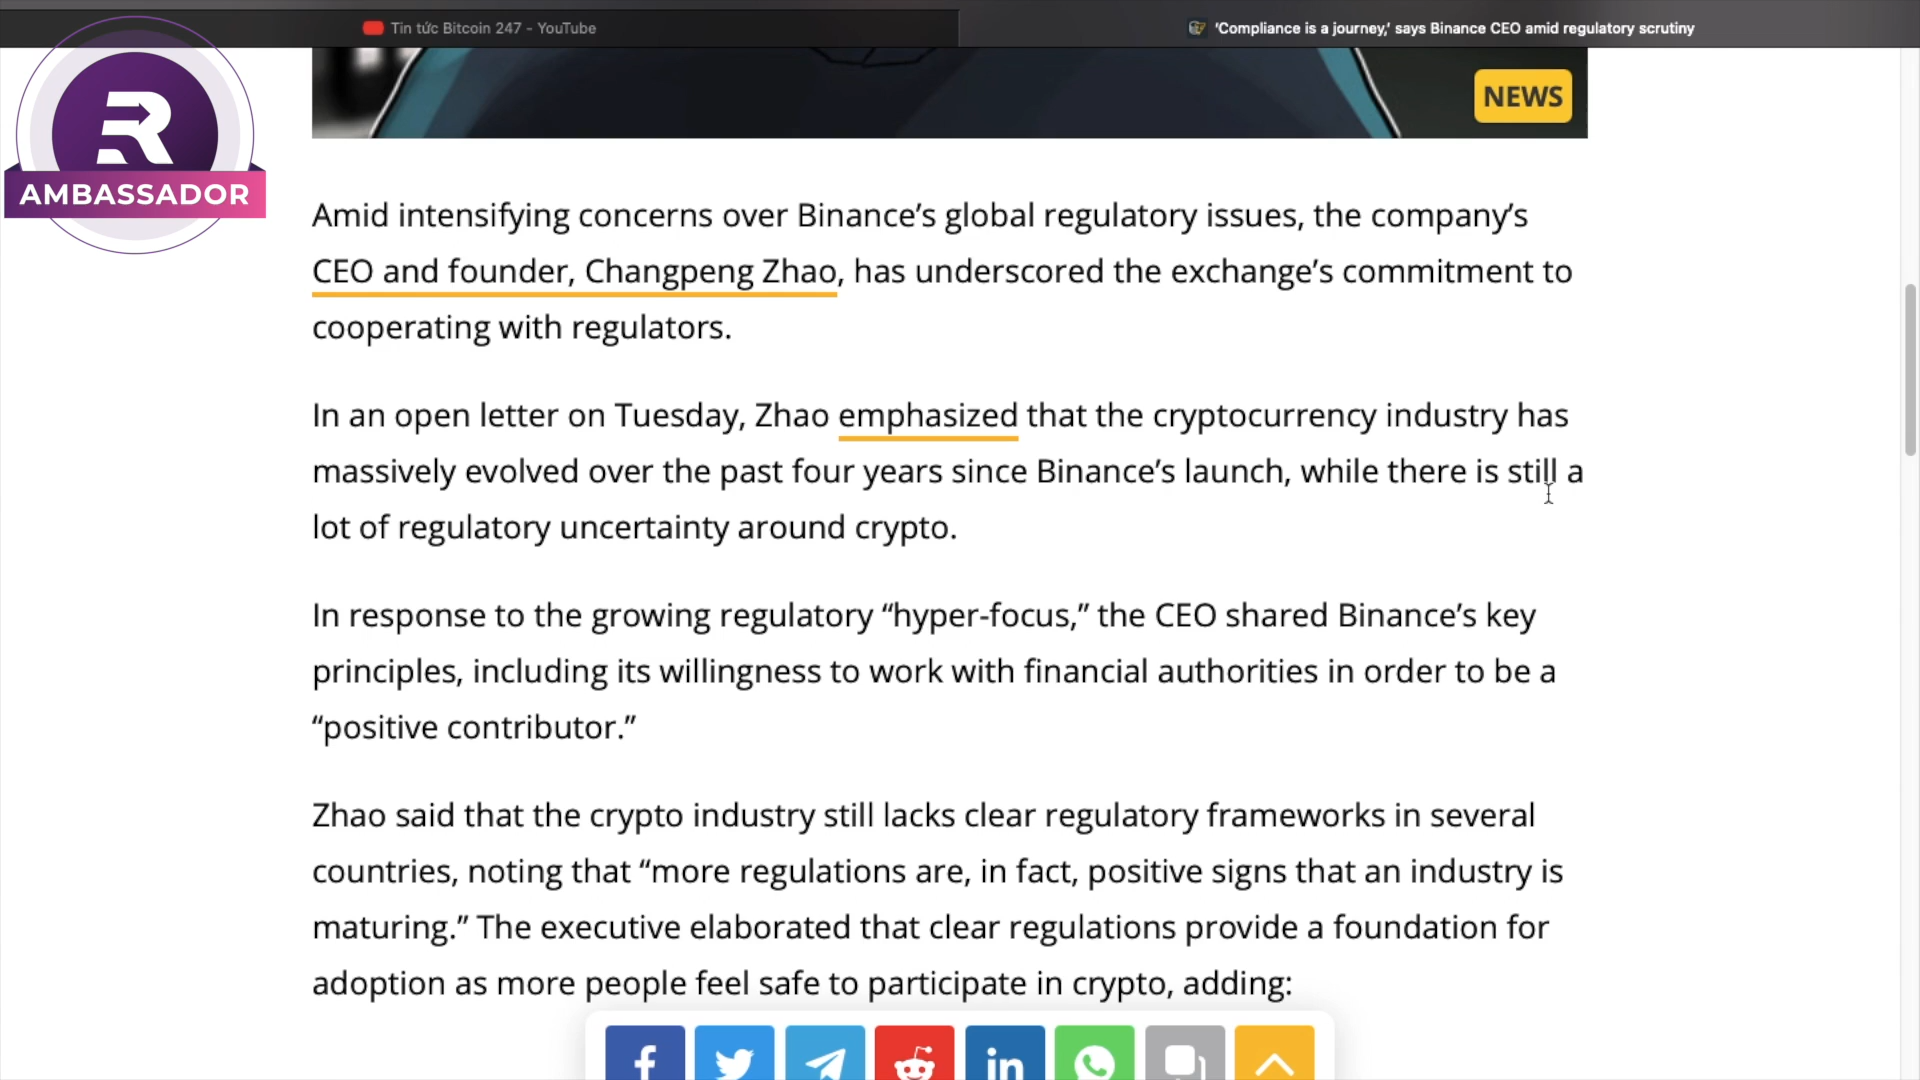 Tin tức Bitcoin 247 - YouTube
'Compliance is a journey,' says Binance CEO amid regulatory scrutiny
R
AMBASSADOR
NEWS
Amid intensifying concerns over Binance’s global regulatory issues, the company’s
CEO and founder, Changpeng Zhao, has underscored the exchange’s commitment to
cooperating with regulators.
In an open letter on Tuesday, Zhao emphasized that the cryptocurrency industry has
massively evolved over the past four years since Binance’s launch, while there is still a
lot of regulatory uncertainty around crypto.
In response to the growing regulatory “hyper-focus,” the CEO shared Binance’s key
principles, including its willingness to work with financial authorities in order to be a
“positive contributor.”
Zhao said that the crypto industry still lacks clear regulatory frameworks in several
countries, noting that “more regulations are, in fact, positive signs that an industry is
maturing.” The executive elaborated that clear regulations provide a foundation for
adoption as more people feel safe to participate in crypto, adding: